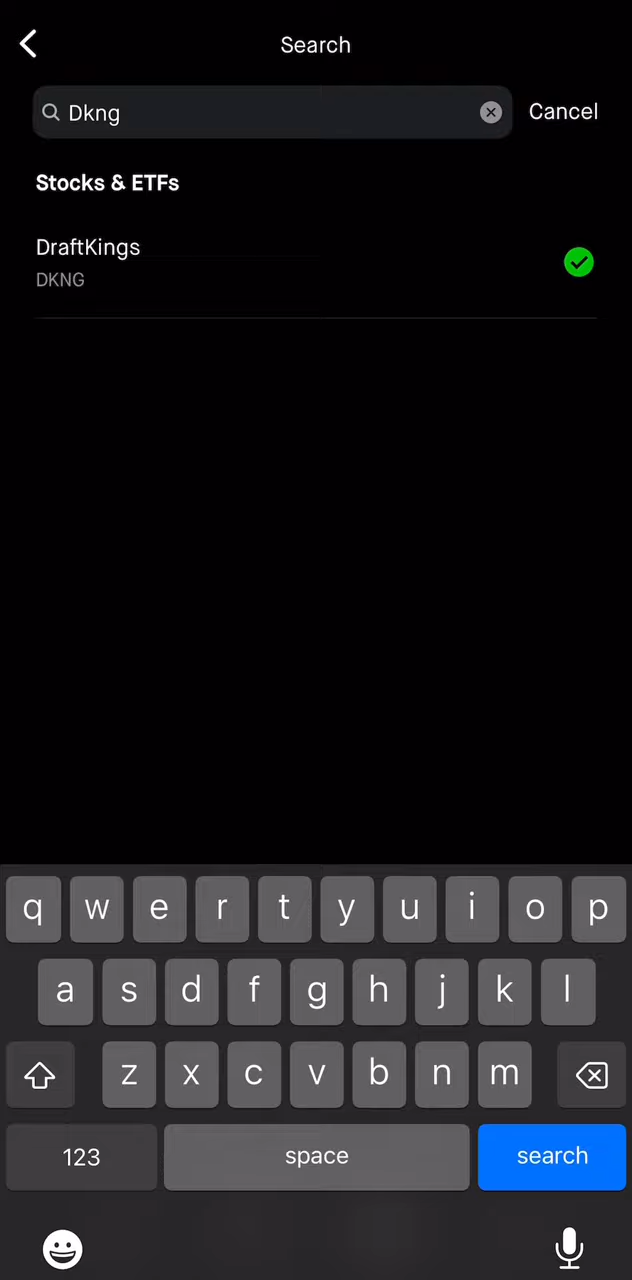 Search
Dkng
Cancel
Stocks & ETFs
DraftKings
DKNG
q w e r t y u i o p
a s d f g h j k l
z x c v b n m
123 space search